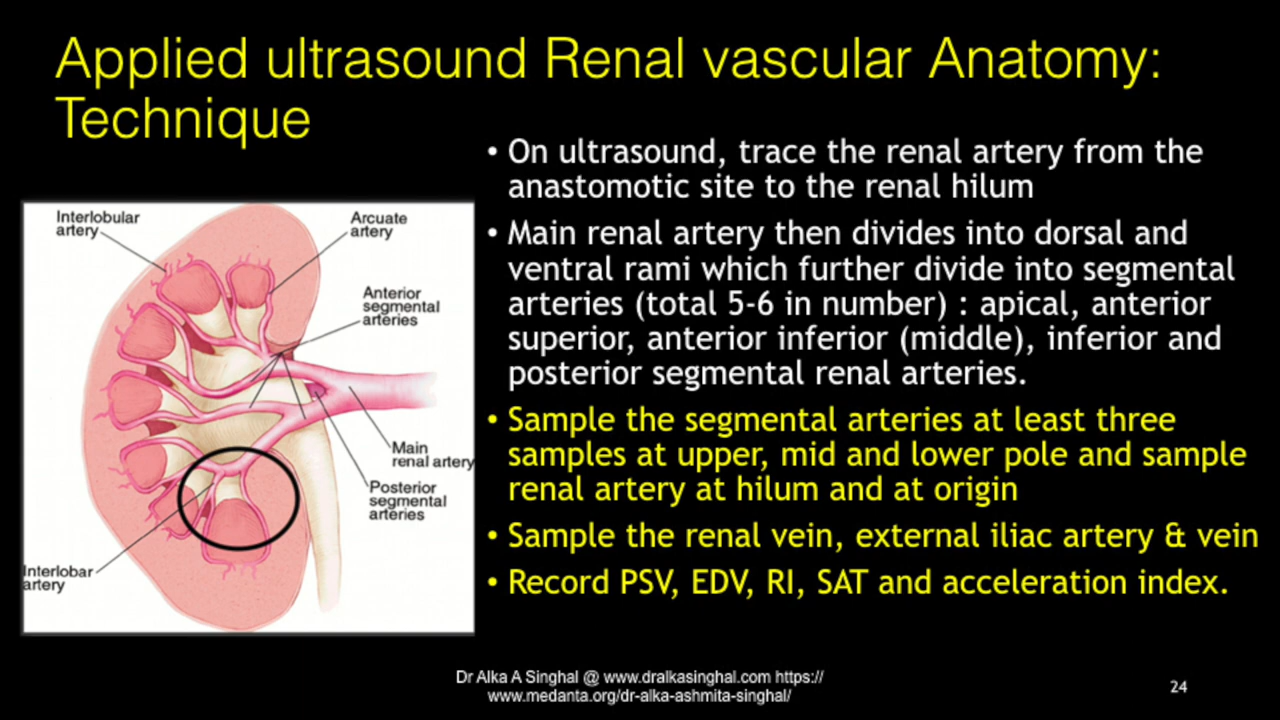 Applied ultrasound Renal vascular Anatomy:
Technique
• On ultrasound, trace the renal artery from the
anastomotic site to the renal hilum
• Main renal artery then divides into dorsal and
ventral rami which further divide into segmental
arteries (total 5-6 in number) : apical, anterior
superior, anterior inferior (middle), inferior and
posterior segmental renal arteries.
• Sample the segmental arteries at least three
samples at upper, mid and lower pole and sample
renal artery at hilum and at origin
• Sample the renal vein, external iliac artery & vein
• Record PSV, EDV, RI, SAT and acceleration index.
Interlobular
artery
Arcuate
artery
Anterior
segmental
arteries
Main
renal artery
Posterior
segmental
arteries
Interlobar
artery
Dr Alka A Singhal @ www.dralkasinghal.com https://
www.medanta.org/dr-alka-ashmita-singhal/
24